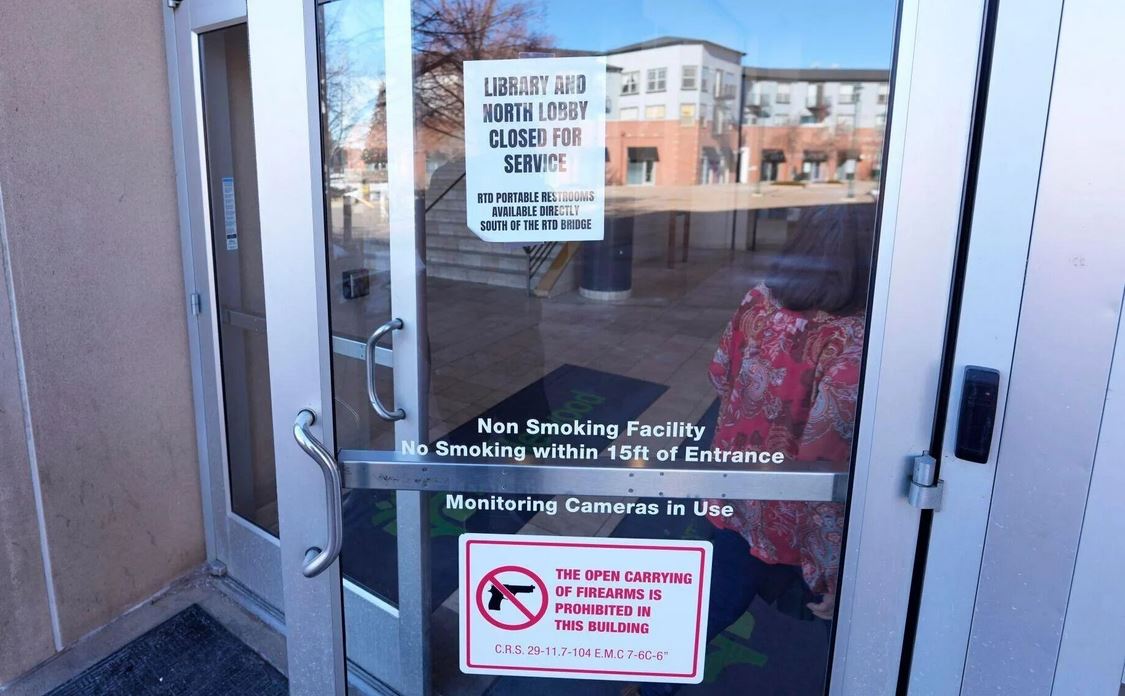 LIBRARY AND
NORTH LOBBY
CLOSED FOR
SERVICE
RTD PORTABLE RESTROOMS
AVAILABLE DIRECTLY
SOUTH OF THE RTD BRIDGE
Non Smoking Facility
No Smoking within 15ft of Entrance
Monitoring Cameras in Use
THE OPEN CARRYING
OF FIREARMS IS
PROHIBITED IN
THIS BUILDING
C.R.S. 29-11.7-104 E.M.C 7-6C-6"